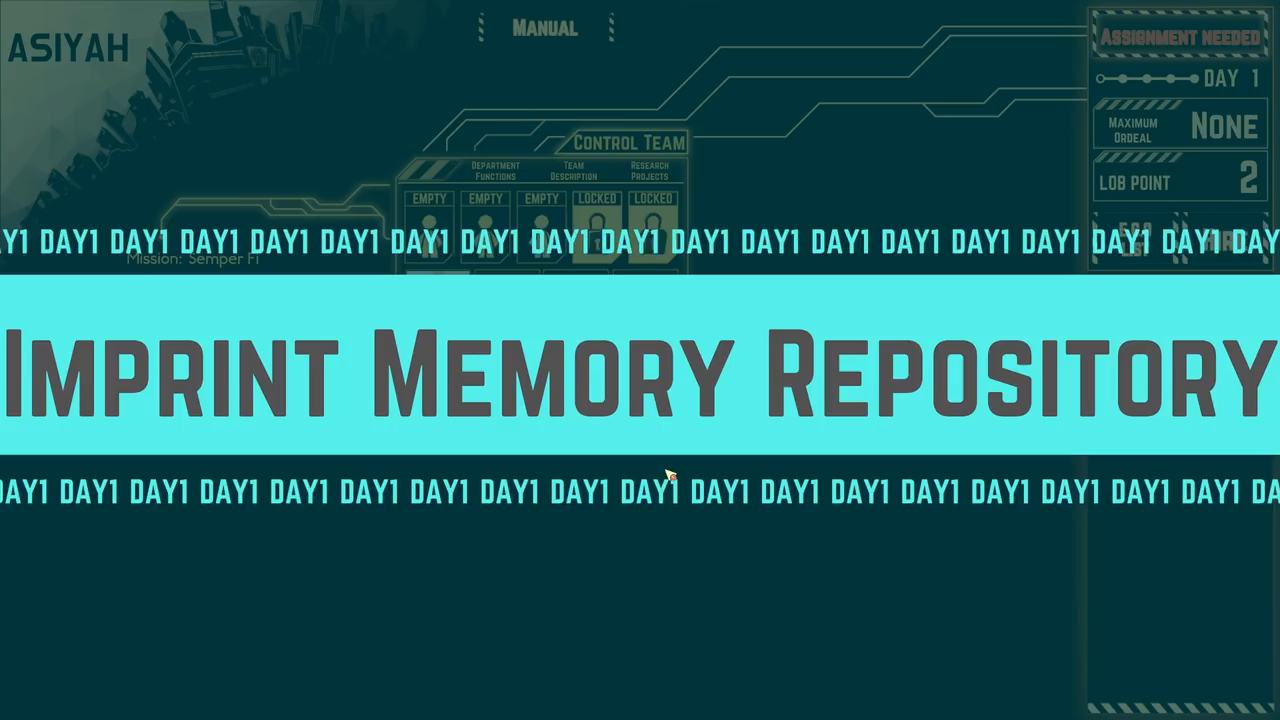 ASIYAH
MANUAL
ASSIGNMENT NEEDED
DAY 1
MAXIMUM ORDEAL NONE
LOB POINT 2
CONTROL TEAM
DEPARTMENT FUNCTIONS TEAM DESCRIPTION RESEARCH PROJECTS
EMPTY EMPTY EMPTY LOCKED LOCKED
Y1 DAY1 DAY1 DAY1 DAY1 DAY1 DAY1 DAY1 DAY1 DAY1 DAY1 DAY1 DAY1 DAY1 DAY1 DAY1 DAY1 DAY1 DAY
Mission: Semper Fi
IMPRINT MEMORY REPOSITORY
DAY1 DAY1 DAY1 DAY1 DAY1 DAY1 DAY1 DAY1 DAY1 DAY1 DAY1 DAY1 DAY1 DAY1 DAY1 DAY1 DAY1 DAY1 DA